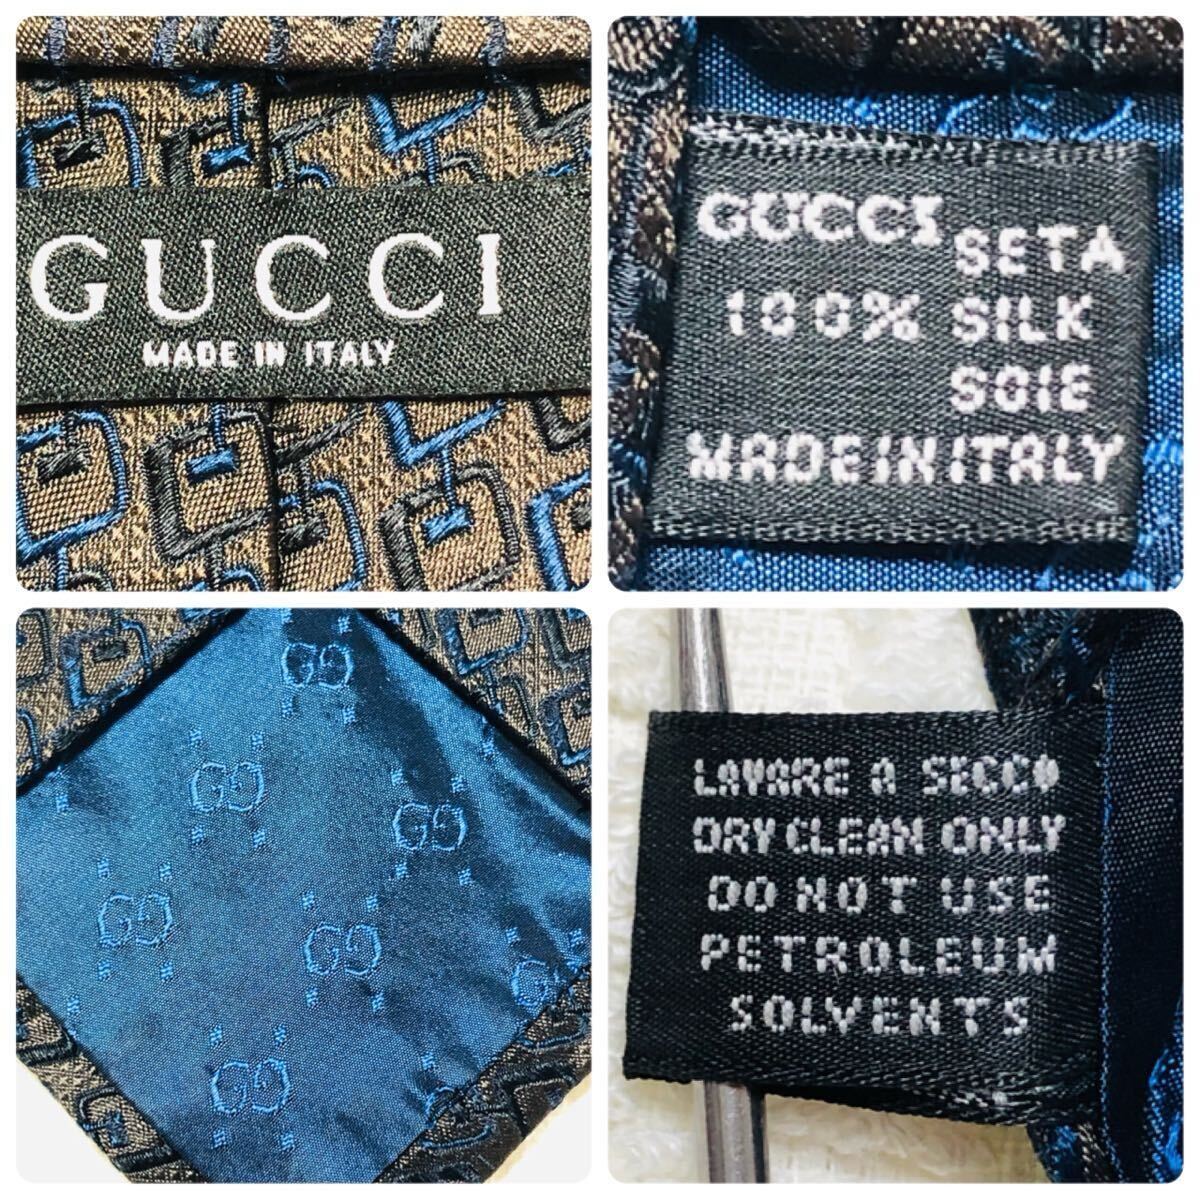 GUCCI
MADE IN ITALY
GUCCI SETA
100% SILK
SOIE
MADE IN ITALY
LAVARE A SECCO
DRY CLEAN ONLY
DO NOT USE
PETROLEUM
SOLVENTS